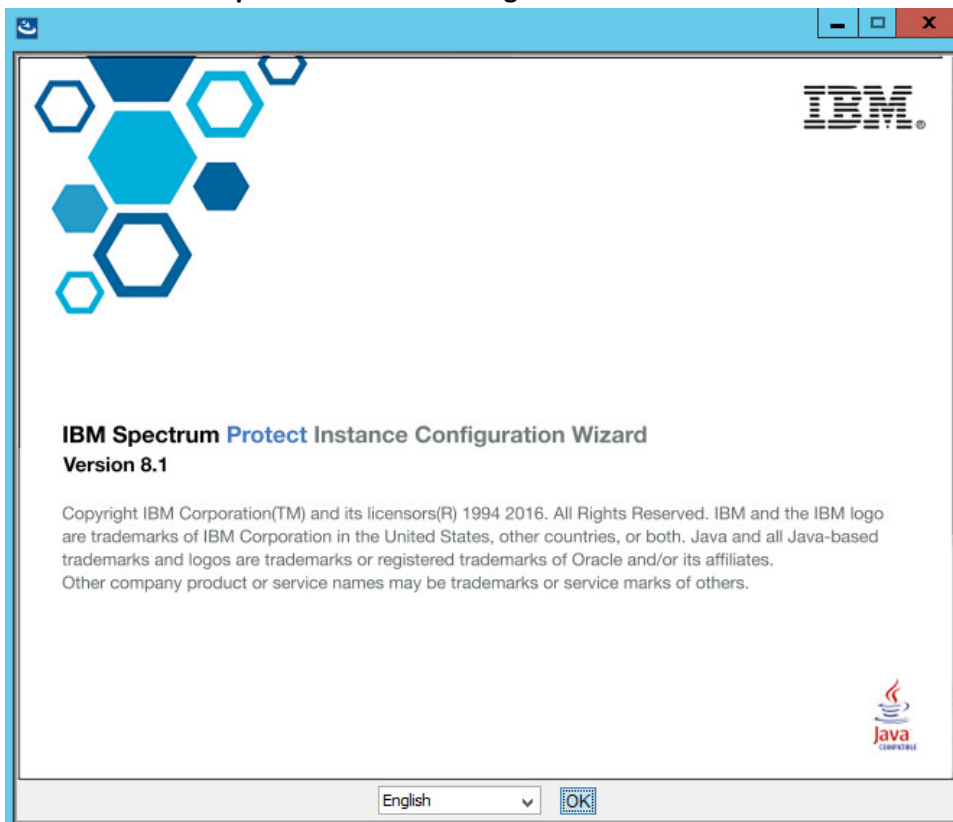 IBM®
IBM Spectrum Protect Instance Configuration Wizard
Version 8.1
Copyright IBM Corporation(TM) and its licensors(R) 1994 2016. All Rights Reserved. IBM and the IBM logo
are trademarks of IBM Corporation in the United States, other countries, or both. Java and all Java-based
trademarks and logos are trademarks or registered trademarks of Oracle and/or its affiliates.
Other company product or service names may be trademarks or service marks of others.
Java
COMPATIBLE
English
OK